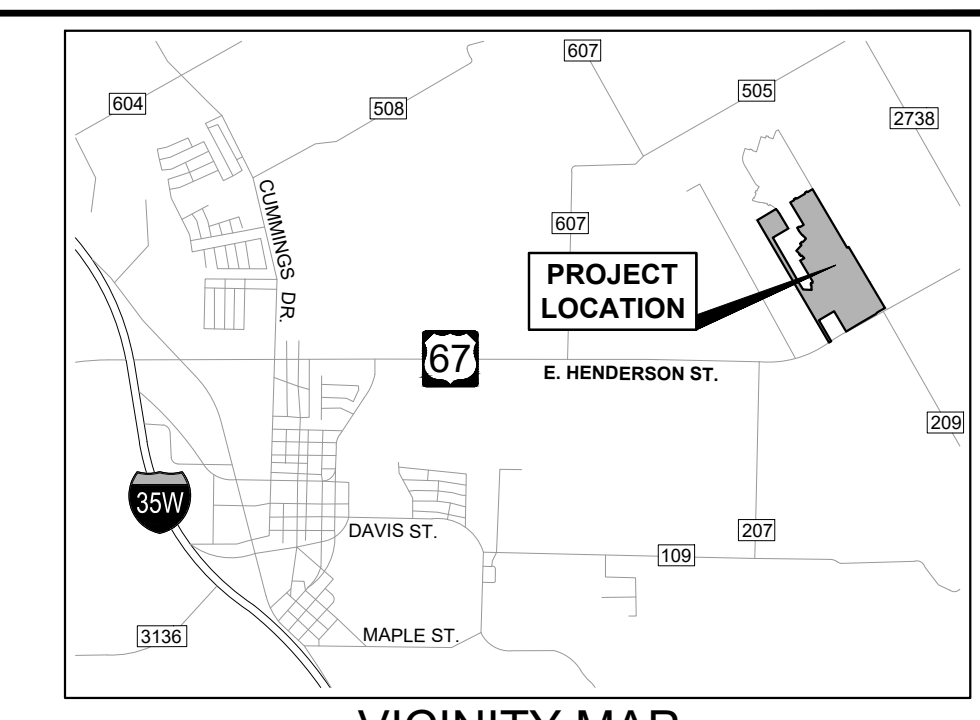 607
604
508
505
2738
CUMMINGS DR.
607
PROJECT
LOCATION
67
E. HENDERSON ST.
209
35W
DAVIS ST.
207
109
3136
MAPLE ST.
VICINITY MAP